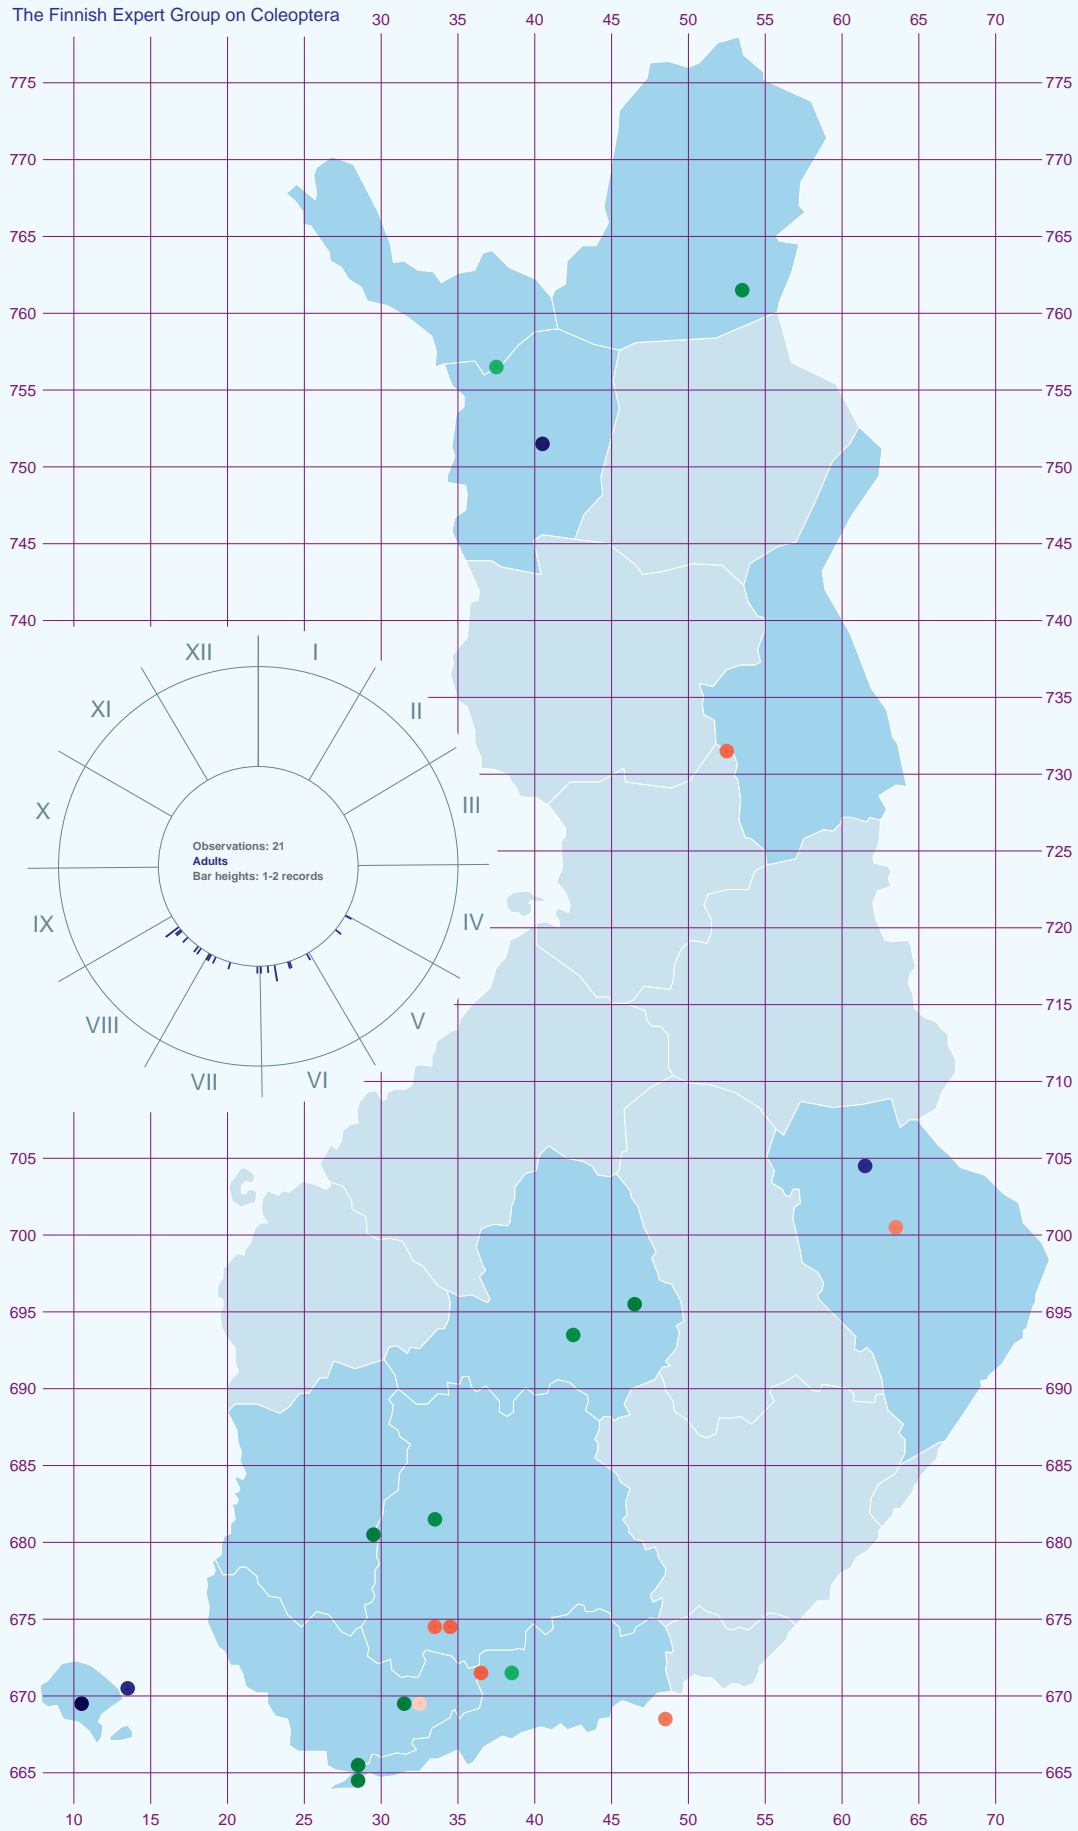 The Finnish Expert Group on Coleoptera 30 35 40 45 50 55 60 65 70
775 775
770 770
765 765
760 760
755 755
750 750
745 745
740 740
XII I
XI II
735
X III
730
Observations: 21
Adults
Bar heights: 1-2 records
725
IX IV
720
VIII V
715
VII VI
710
705 705
700 700
695 695
690 690
685 685
680 680
675 675
670 670
665 665
10 15 20 25 30 35 40 45 50 55 60 65 70